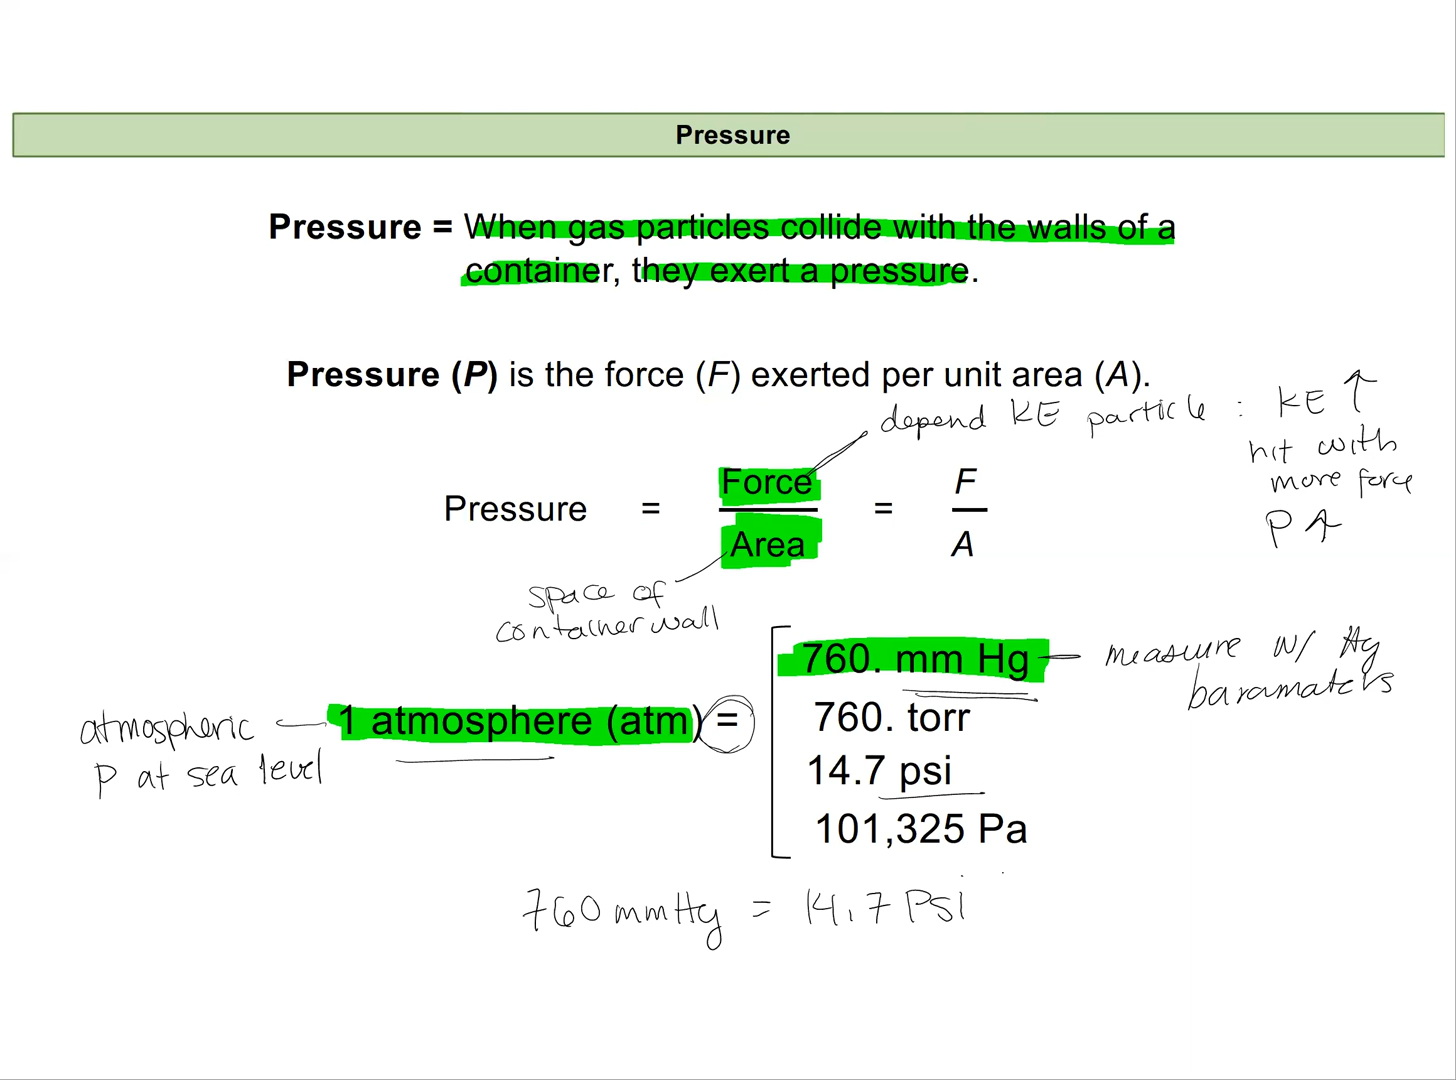 Pressure
Pressure = When gas particles collide with the walls of a
container, they exert a pressure.
Pressure (P) is the force (F) exerted per unit area (A).
depend KE particle : KE ↑
hit with
more force
P ↑
Pressure = Force / Area = F / A
space of
container wall
1 atmosphere (atm) =
760. mm Hg
760. torr
14.7 psi
101,325 Pa
measure w/ Hg
baramaters
atmospheric
P at sea level
760 mmHg = 14.7 Psi